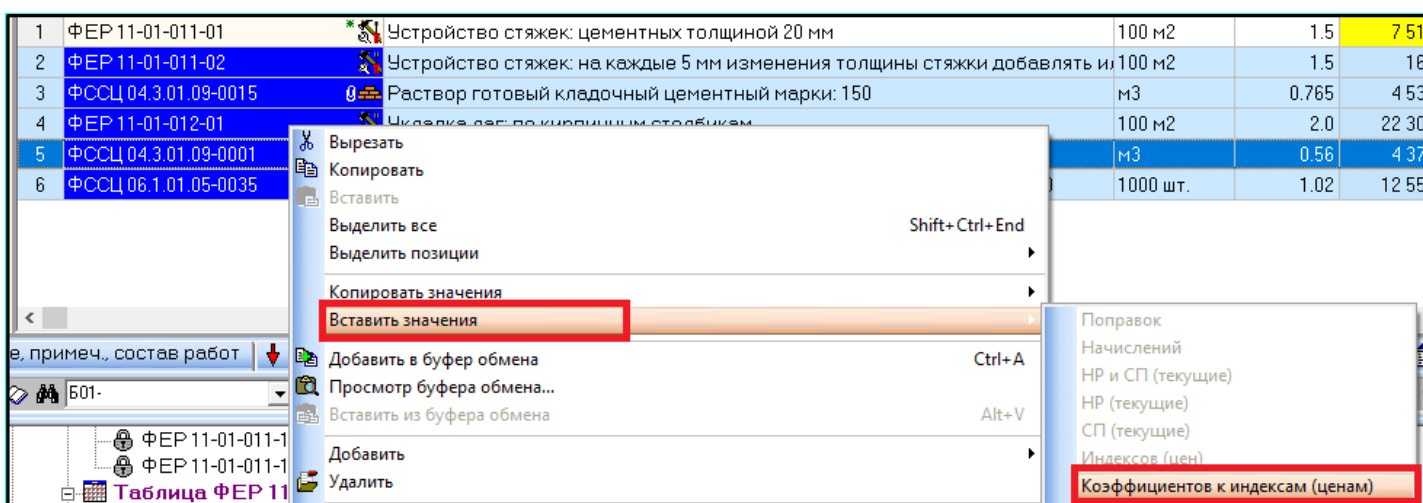 1 ФЕР 11-01-011-01 Устройство стяжек: цементных толщиной 20 мм 100 м2 1.5 7 51
2 ФЕР 11-01-011-02 Устройство стяжек: на каждые 5 мм изменения толщины стяжки добавлять и 100 м2 1.5 16
3 ФССЦ 04.3.01.09-0015 Раствор готовый кладочный цементный марки: 150 м3 0.765 4 53
4 ФЕР 11-01-012-01 Укладка лаг: по кирпичным столбикам 100 м2 2.0 22 30
5 ФССЦ 04.3.01.09-0001 м3 0.56 4 37
6 ФССЦ 06.1.01.05-0035 1000 шт. 1.02 12 55
Вырезать
Копировать
Вставить
Выделить все Shift+Ctrl+End
Выделить позиции
Копировать значения
Вставить значения
Добавить в буфер обмена Ctrl+A
Просмотр буфера обмена...
Вставить из буфера обмена Alt+V
Добавить
Удалить
Поправок
Начислений
НР и СП (текущие)
НР (текущие)
СП (текущие)
Индексов (цен)
Коэффициентов к индексам (ценам)
е, примеч., состав работ
Б01-
ФЕР 11-01-011-1
ФЕР 11-01-011-1
Таблица ФЕР 11